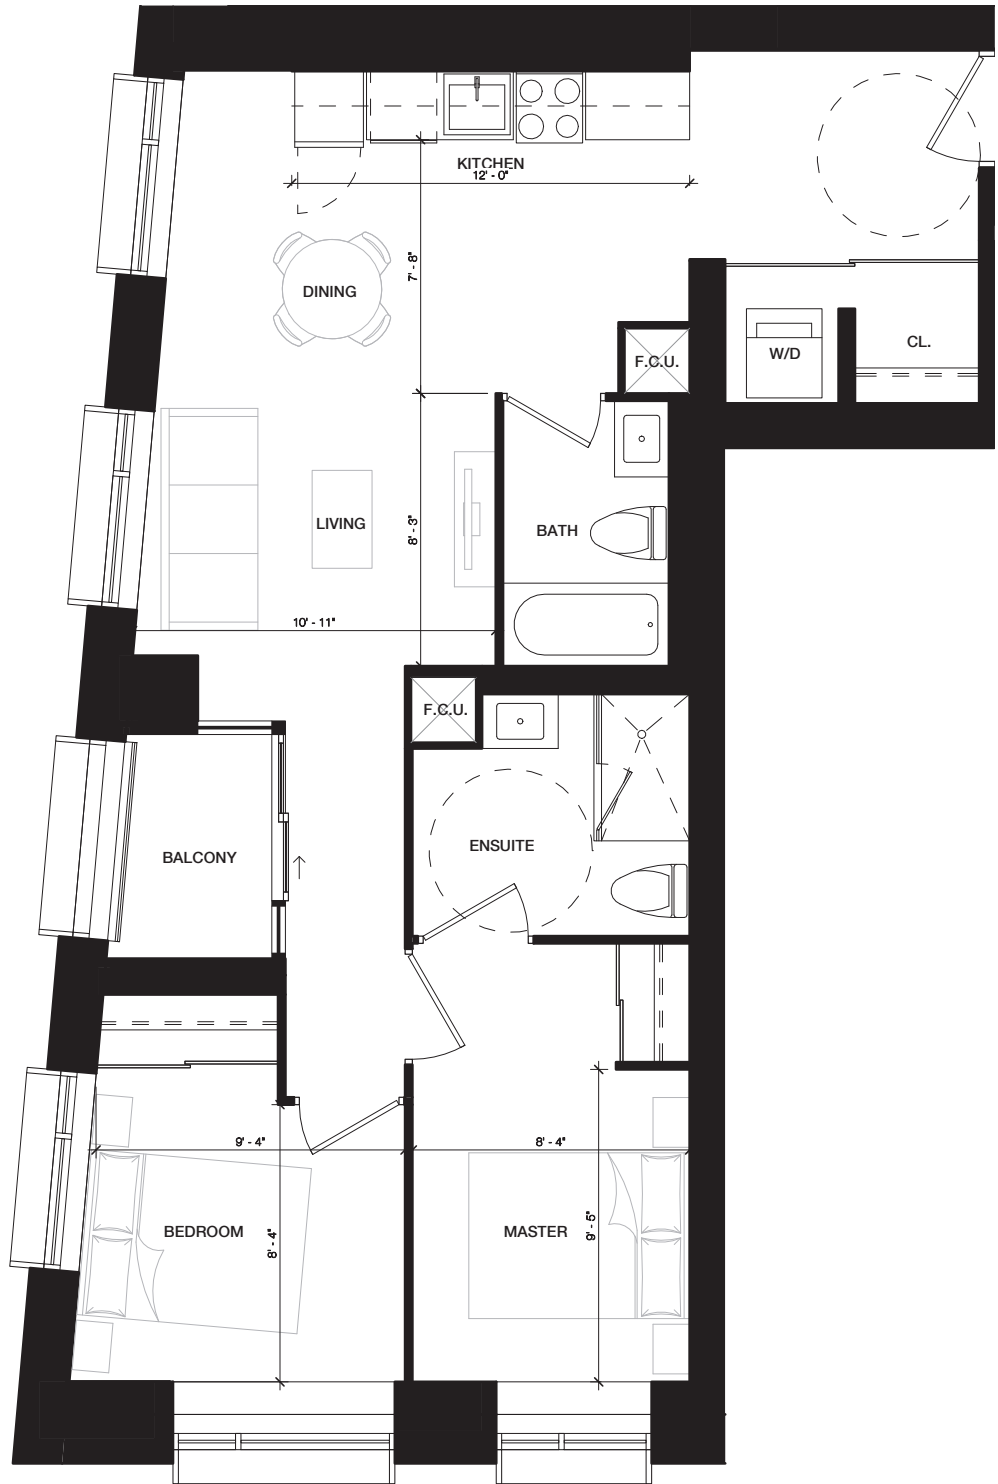 KITCHEN
12' - 0"
7' - 8"
DINING
F.C.U.
W/D
CL.
LIVING
8' - 3"
BATH
10' - 11"
F.C.U.
ENSUITE
BALCONY
9' - 4"
8' - 4"
BEDROOM
8' - 4"
MASTER
9' - 5"